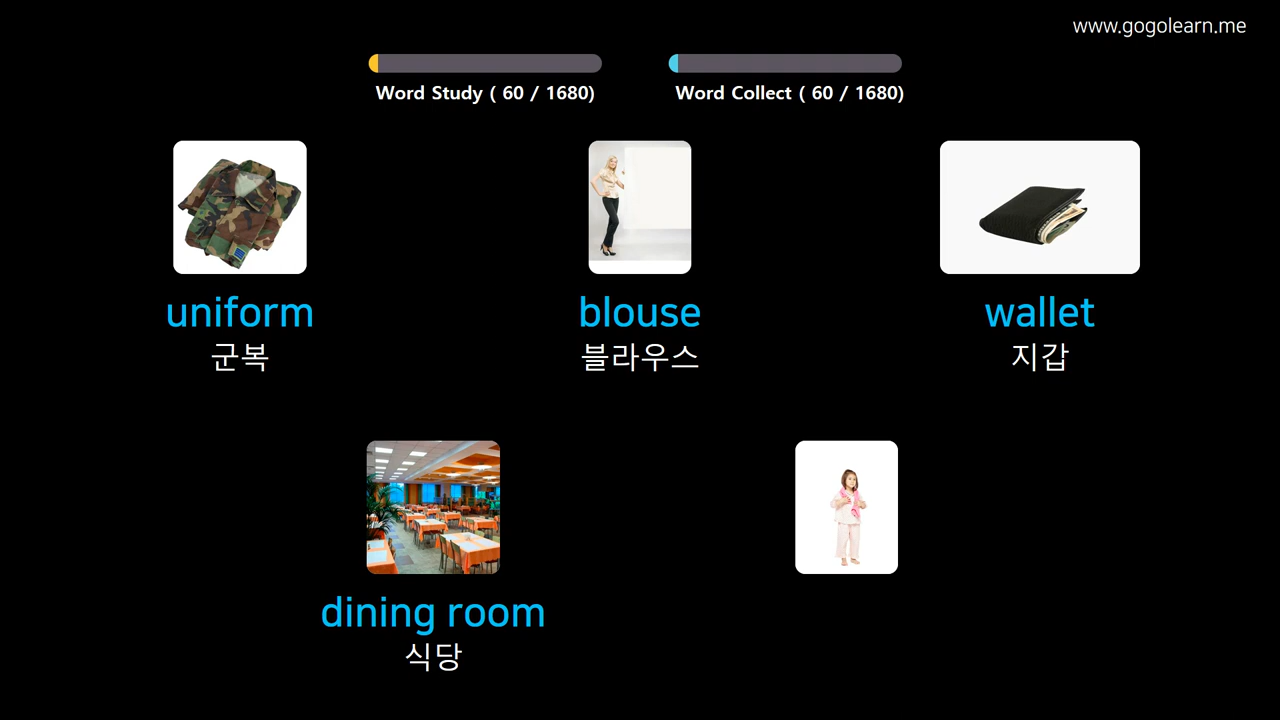 www.gogolearn.me
Word Study ( 60 / 1680)
Word Collect ( 60 / 1680)
uniform
군복
blouse
블라우스
wallet
지갑
dining room
식당